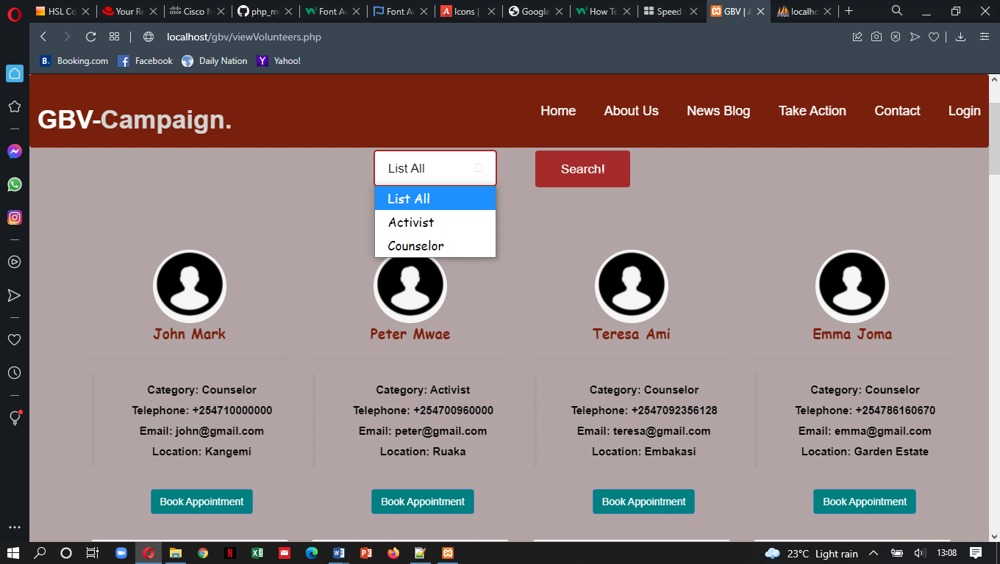 HSL Co
Your Re
Cisco N
php_my
Font Aw
Font Aw
Icons |
Google
How To
Speed
GBV | A
localho
localhost/gbv/viewVolunteers.php
Booking.com
Facebook
Daily Nation
Yahoo!
GBV-Campaign.
Home
About Us
News Blog
Take Action
Contact
Login
List All
Search!
List All
Activist
Counselor
John Mark
Peter Mwae
Teresa Ami
Emma Joma
Category: Counselor
Category: Activist
Category: Counselor
Category: Counselor
Telephone: +254710000000
Telephone: +254700960000
Telephone: +2547092356128
Telephone: +254786160670
Email: john@gmail.com
Email: peter@gmail.com
Email: teresa@gmail.com
Email: emma@gmail.com
Location: Kangemi
Location: Ruaka
Location: Embakasi
Location: Garden Estate
Book Appointment
Book Appointment
Book Appointment
Book Appointment
23°C Light rain
13:08